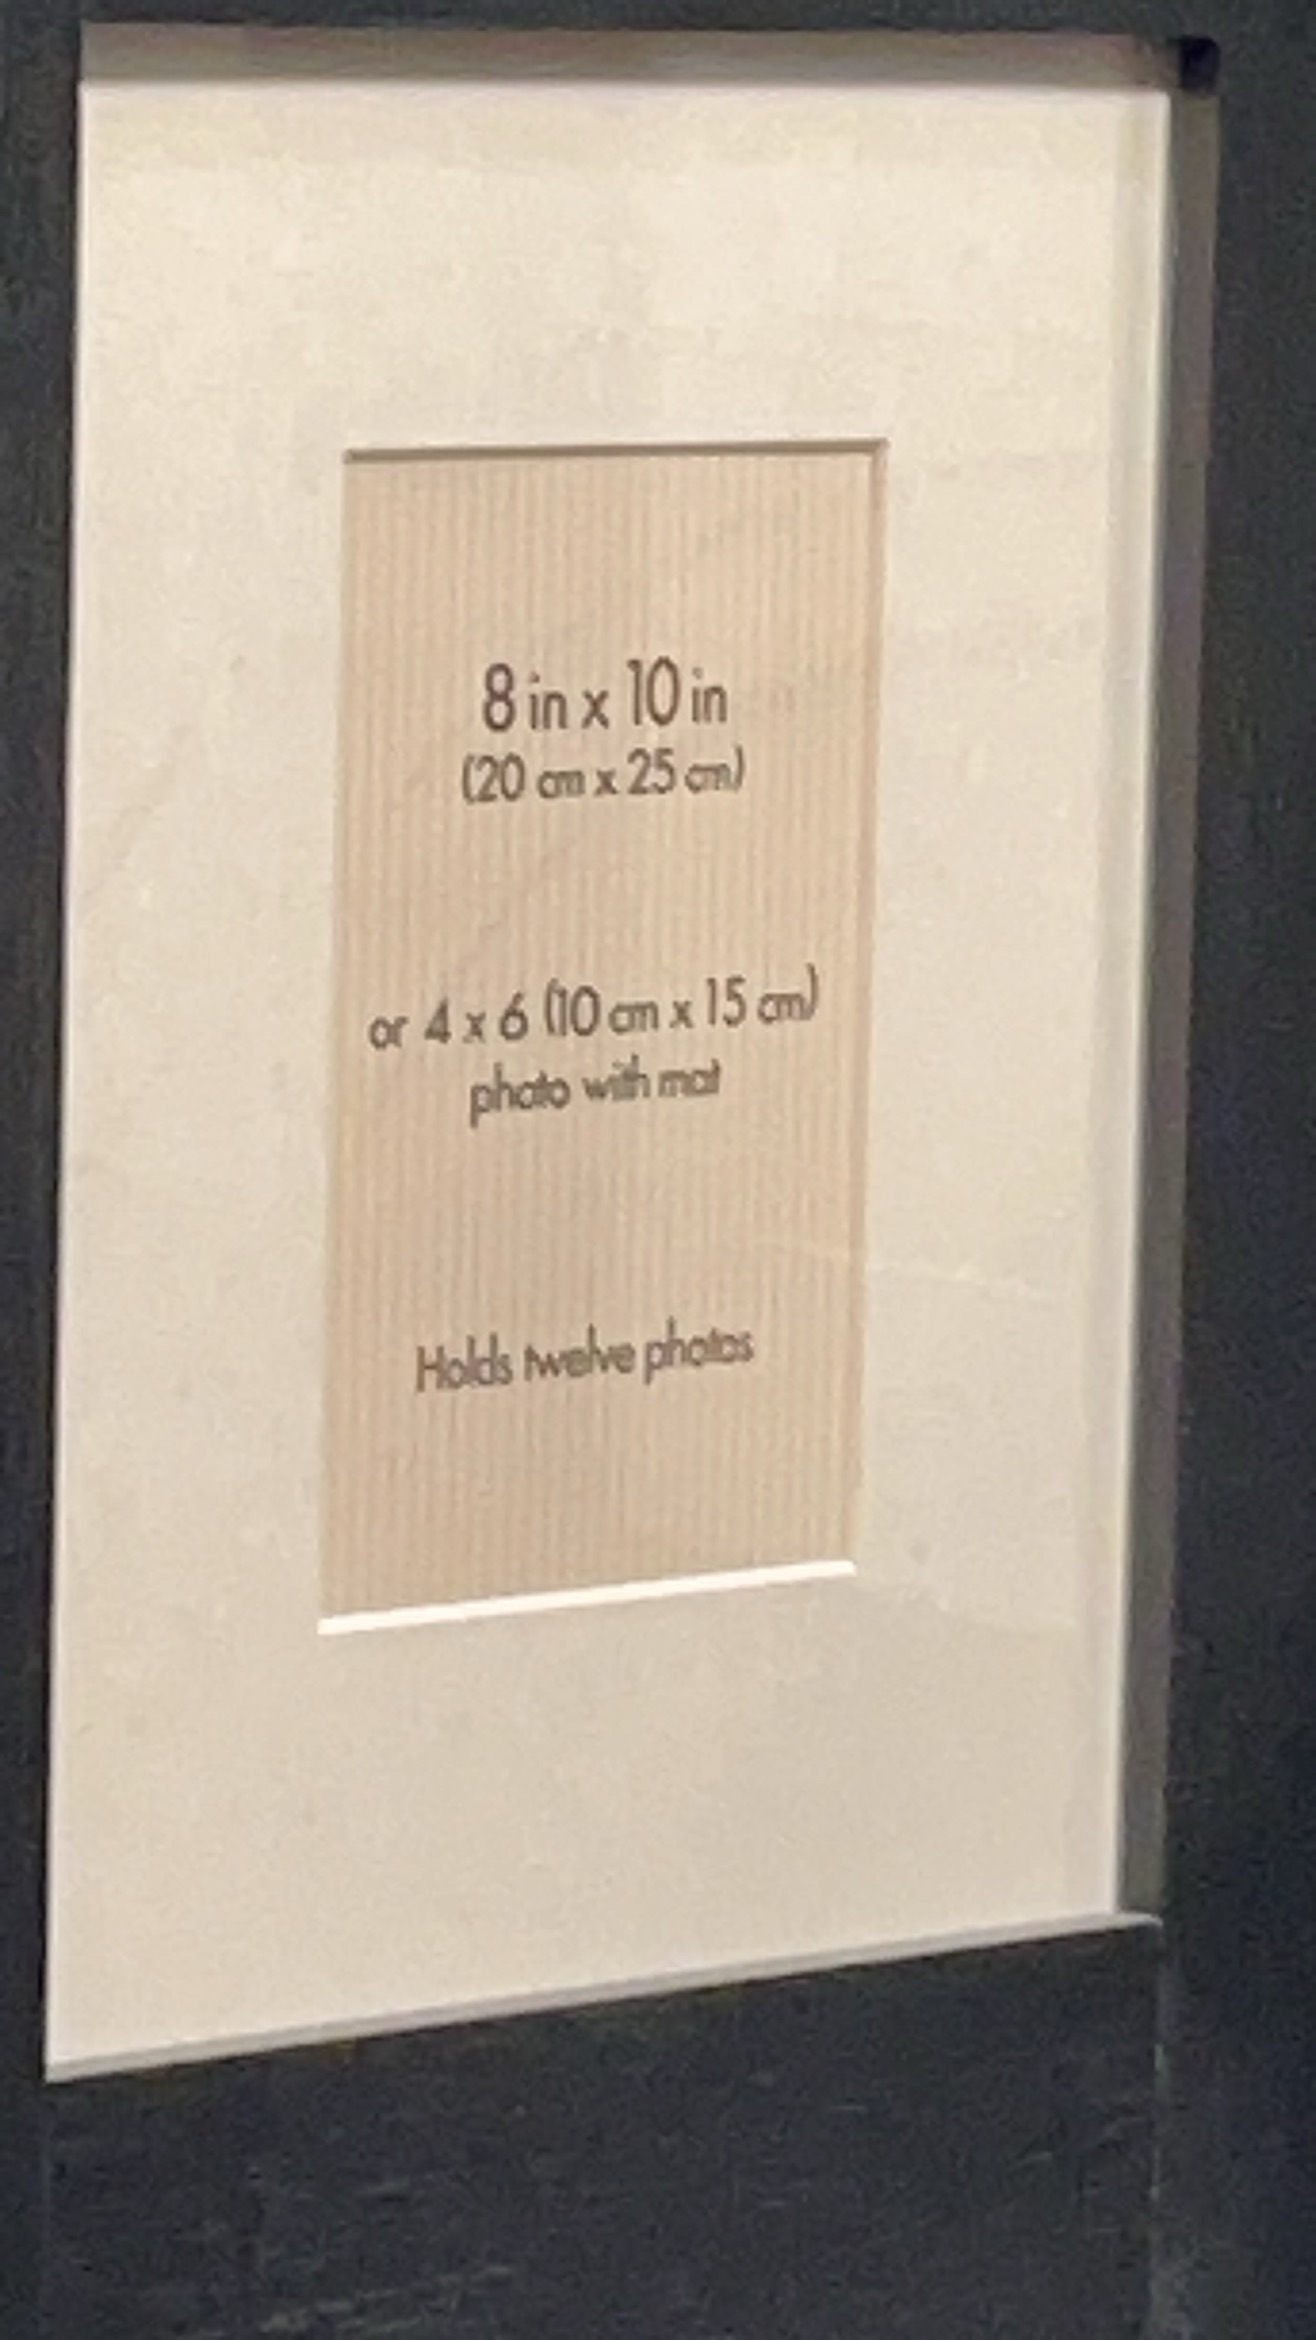 8 in x 10 in
(20 cm x 25 cm)
or 4 x 6 (10 cm x 15 cm)
photo with mat
Holds twelve photos